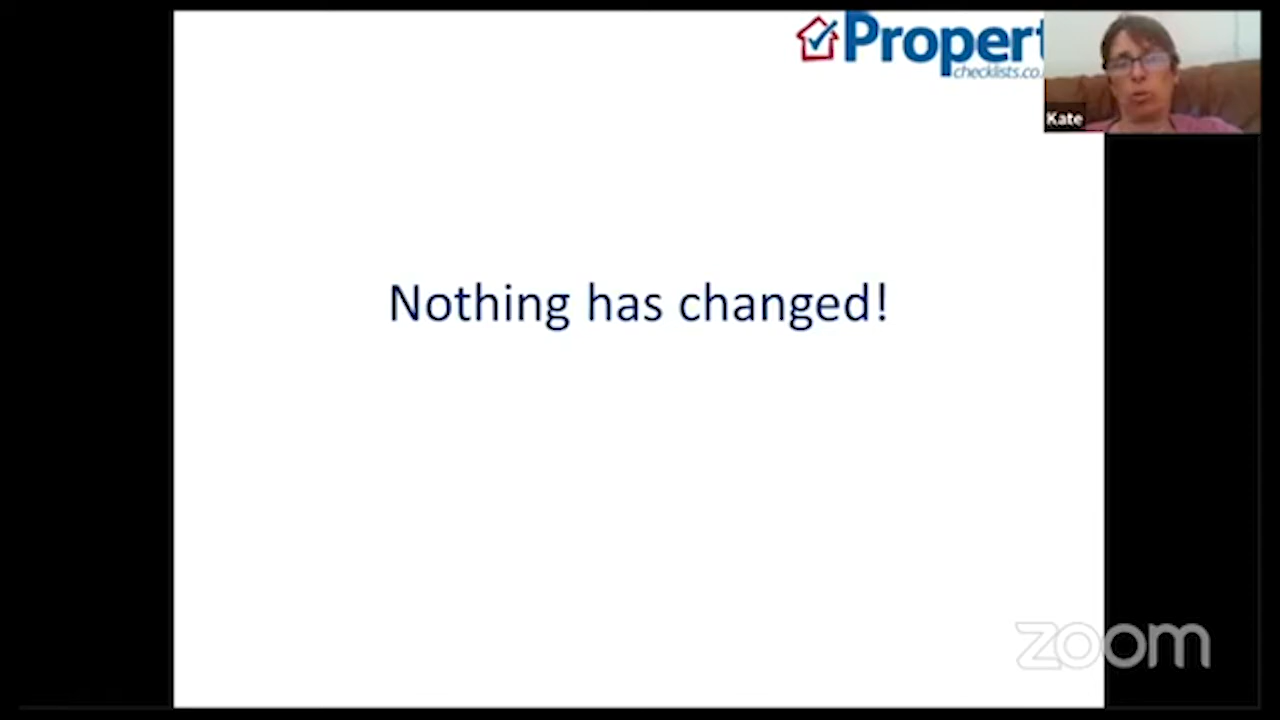 Propert
checklists.co.
Kate
Nothing has changed!
zoom